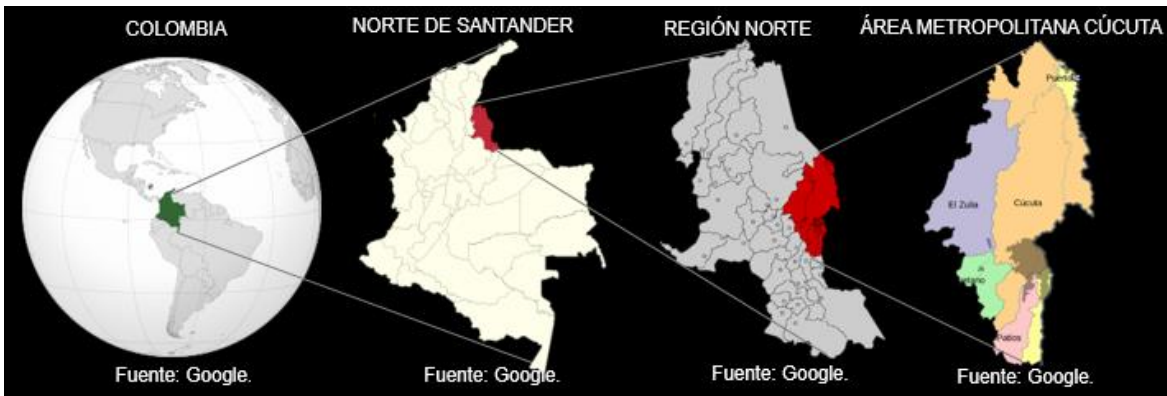 COLOMBIA
NORTE DE SANTANDER
REGIÓN NORTE
ÁREA METROPOLITANA CÚCUTA
El Zulia
Cúcuta
Patios
Fuente: Google.
Fuente: Google.
Fuente: Google.
Fuente: Google.